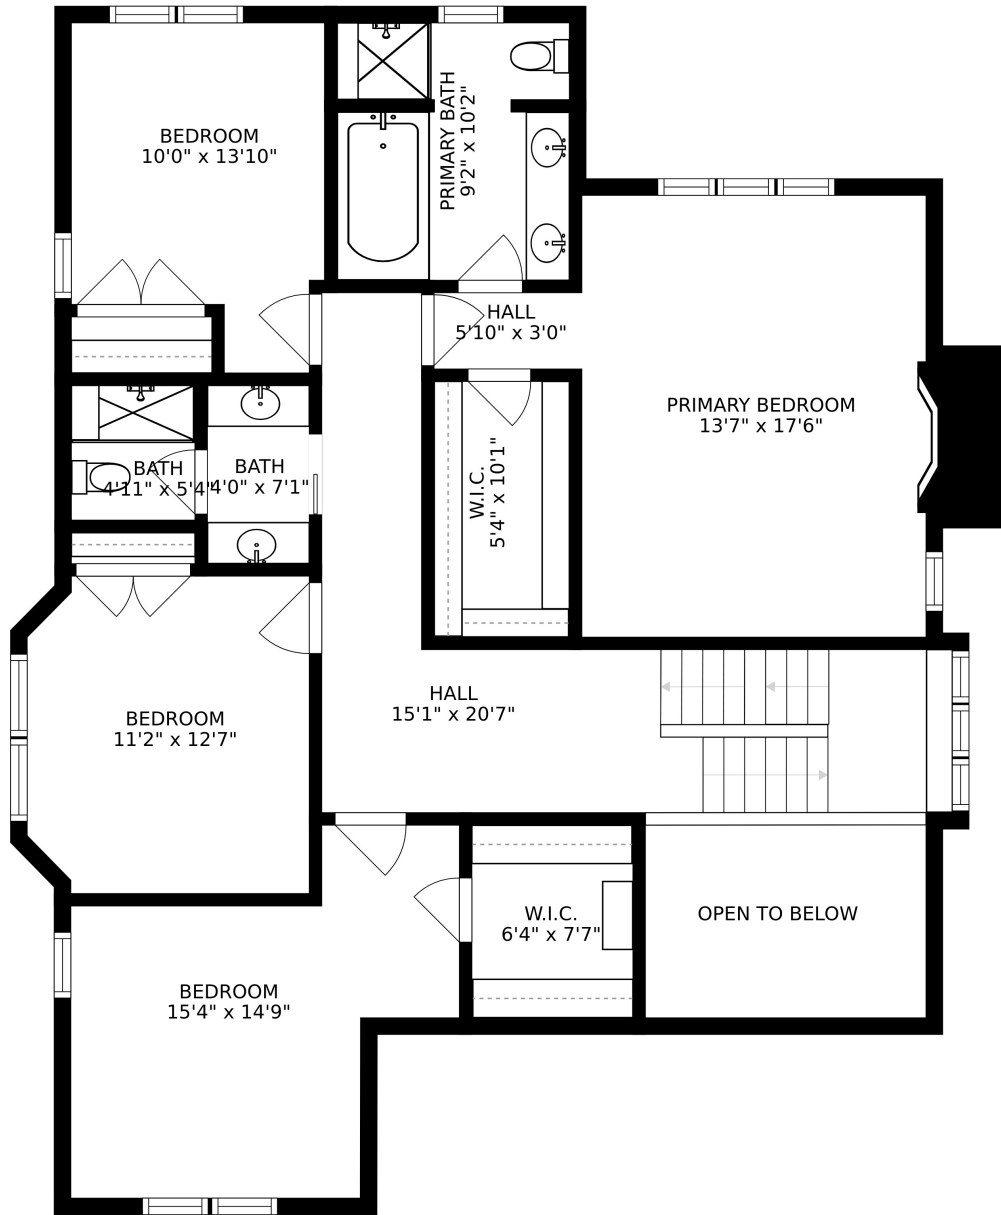 BEDROOM
10'0" x 13'10"
PRIMARY BATH
9'2" x 10'2"
HALL
5'10" x 3'0"
PRIMARY BEDROOM
13'7" x 17'6"
W.I.C.
5'4" x 10'1"
BATH
4'11" x 5'4"
BATH
4'0" x 7'1"
HALL
15'1" x 20'7"
BEDROOM
11'2" x 12'7"
W.I.C.
6'4" x 7'7"
OPEN TO BELOW
BEDROOM
15'4" x 14'9"